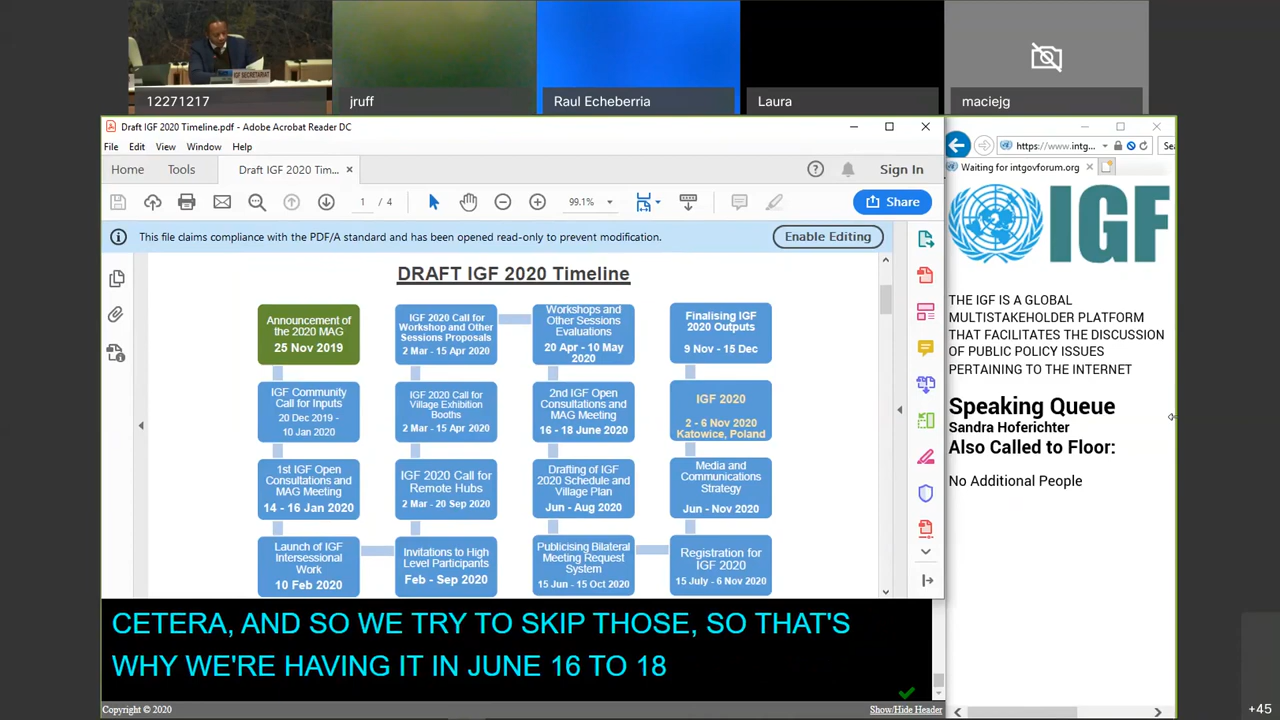 IGF SECRETARIAT
12271217
jruff
Raul Echeberria
Laura
maciejg
Draft IGF 2020 Timeline.pdf - Adobe Acrobat Reader DC
File Edit View Window Help
Home Tools Draft IGF 2020 Tim... × Sign In
1 / 4 99.1% Share
This file claims compliance with the PDF/A standard and has been opened read-only to prevent modification. Enable Editing
DRAFT IGF 2020 Timeline
Announcement of
the 2020 MAG
25 Nov 2019
IGF Community
Call for Inputs
20 Dec 2019 -
10 Jan 2020
1st IGF Open
Consultations and
MAG Meeting
14 - 16 Jan 2020
Launch of IGF
Intersessional
Work
10 Feb 2020
IGF 2020 Call for
Workshop and Other
Sessions Proposals
2 Mar - 15 Apr 2020
IGF 2020 Call for
Village Exhibition
Booths
2 Mar - 15 Apr 2020
IGF 2020 Call for
Remote Hubs
2 Mar - 20 Sep 2020
Invitations to High
Level Participants
Feb - Sep 2020
Workshops and
Other Sessions
Evaluations
20 Apr - 10 May
2020
2nd IGF Open
Consultations and
MAG Meeting
16 - 18 June 2020
Drafting of IGF
2020 Schedule and
Village Plan
Jun - Aug 2020
Publicising Bilateral
Meeting Request
System
15 Jun - 15 Oct 2020
Finalising IGF
2020 Outputs
9 Nov - 15 Dec
IGF 2020
2 - 6 Nov 2020
Katowice, Poland
Media and
Communications
Strategy
Jun - Nov 2020
Registration for
IGF 2020
15 July - 6 Nov 2020
https://www.intg...
Waiting for intgovforum.org
IGF
THE IGF IS A GLOBAL
MULTISTAKEHOLDER PLATFORM
THAT FACILITATES THE DISCUSSION
OF PUBLIC POLICY ISSUES
PERTAINING TO THE INTERNET
Speaking Queue
Sandra Hoferichter
Also Called to Floor:
No Additional People
CETERA, AND SO WE TRY TO SKIP THOSE, SO THAT'S
WHY WE'RE HAVING IT IN JUNE 16 TO 18
Copyright © 2020 Show/Hide Header
+45